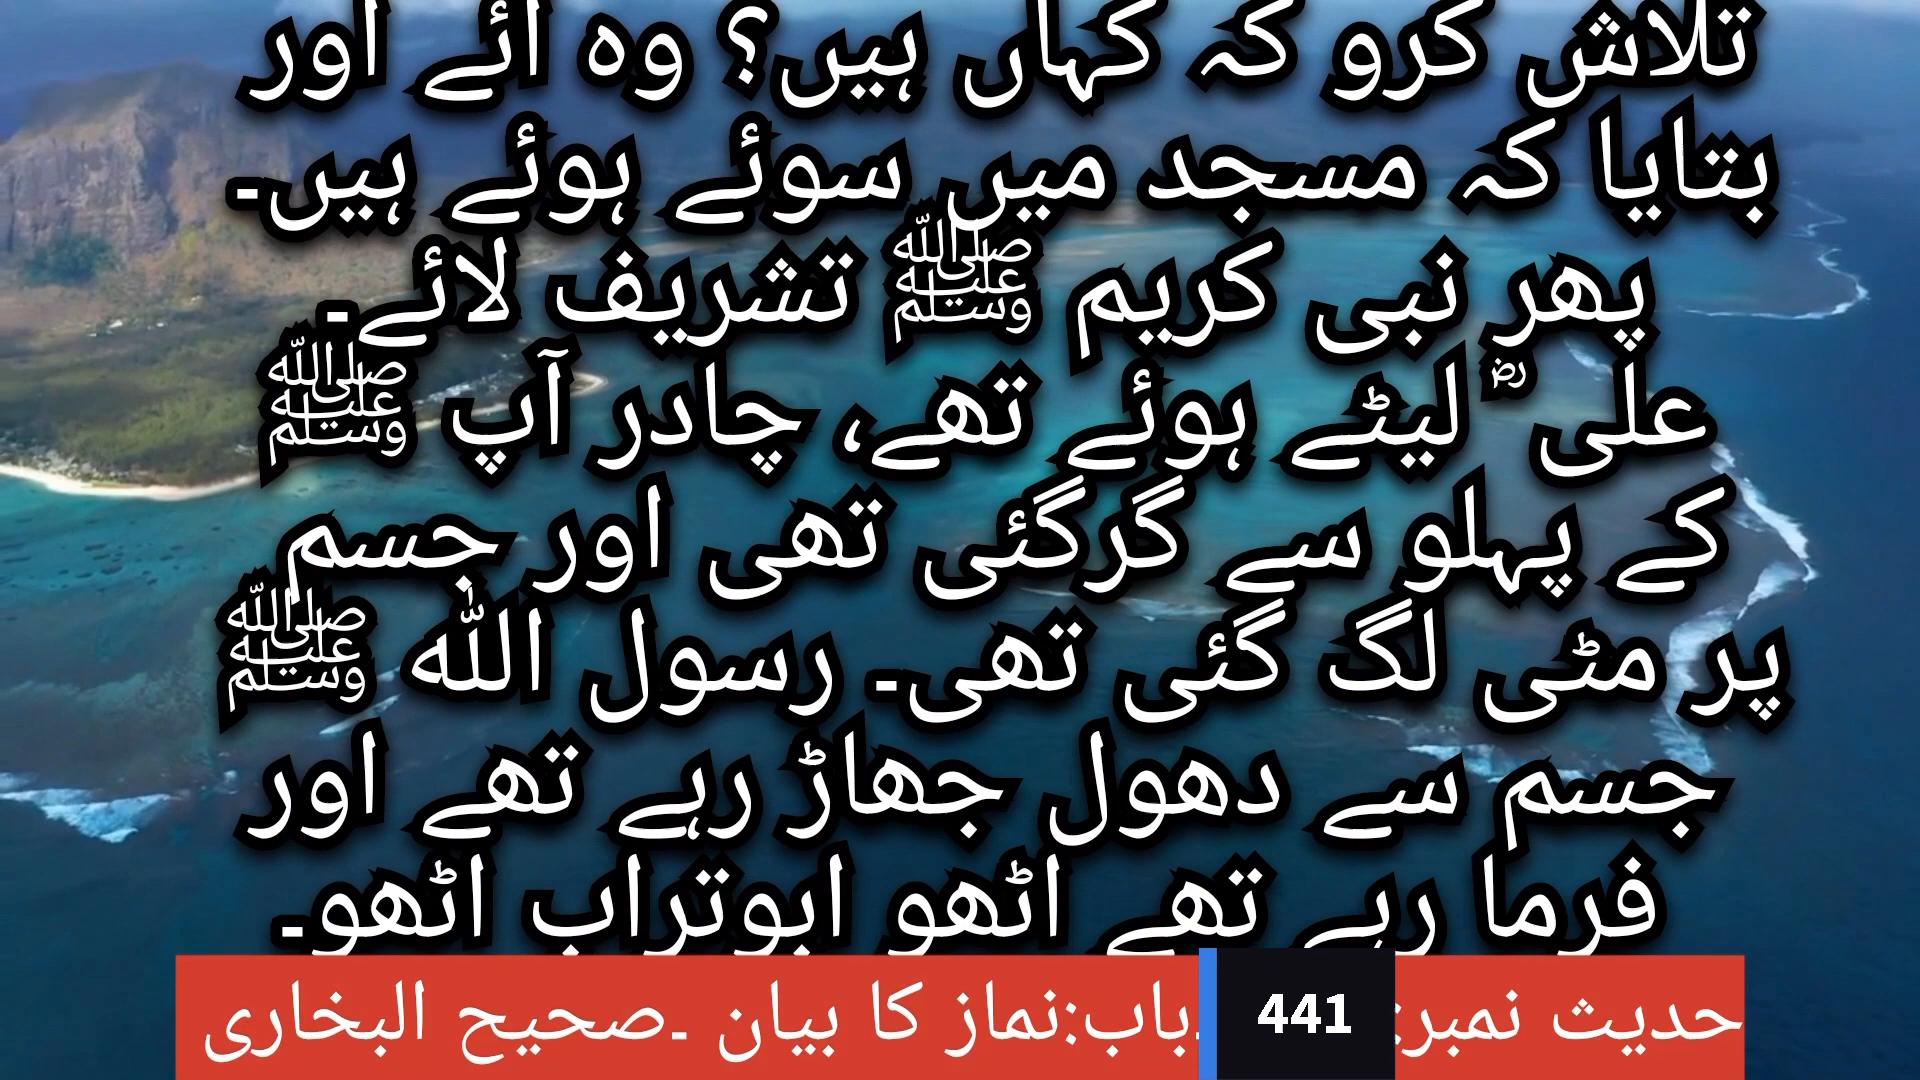 تلاش کرو کہ کہاں ہیں؟ وہ آئے اور
بتایا کہ مسجد میں سوئے ہوئے ہیں۔
پھر نبی کریم ﷺ تشریف لائے۔
علی ؓ لیٹے ہوئے تھے، چادر آپ ﷺ
کے پہلو سے گرگئی تھی اور جسم
پر مٹی لگ گئی تھی۔ رسول اللہ ﷺ
جسم سے دھول جھاڑ رہے تھے اور
فرما رہے تھے اٹھو ابوتراب اٹھو۔
حدیث نمبر: 441 ۔باب:نماز کا بیان ۔صحیح البخاری